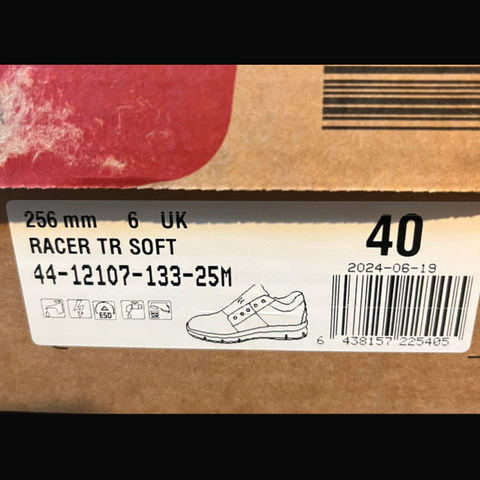 256 mm 6 UK
RACER TR SOFT
44-12107-133-25M
ESD
40
2024-06-19
6 438157 225405